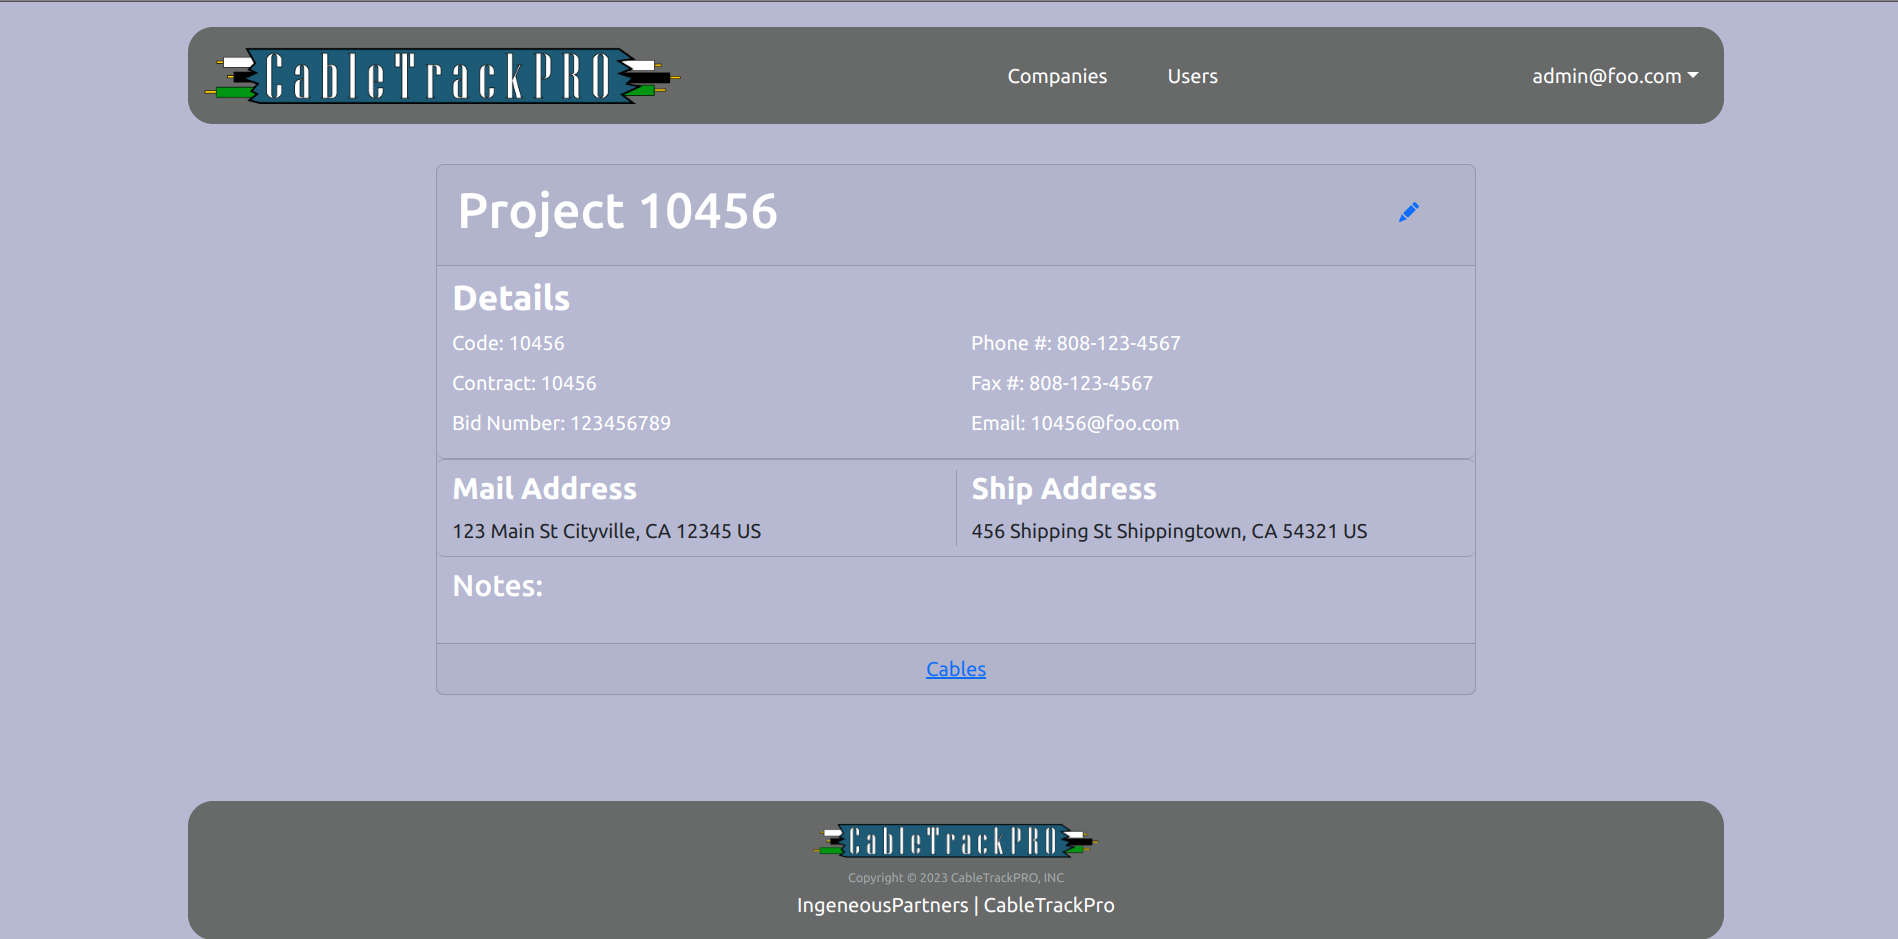 CableTrackPRO
Companies Users admin@foo.com
Project 10456
Details
Code: 10456
Phone #: 808-123-4567
Contract: 10456
Fax #: 808-123-4567
Bid Number: 123456789
Email: 10456@foo.com
Mail Address
123 Main St Cityville, CA 12345 US
Ship Address
456 Shipping St Shippingtown, CA 54321 US
Notes:
Cables
CableTrackPRO
Copyright © 2023 CableTrackPRO, INC
IngeneousPartners | CableTrackPro